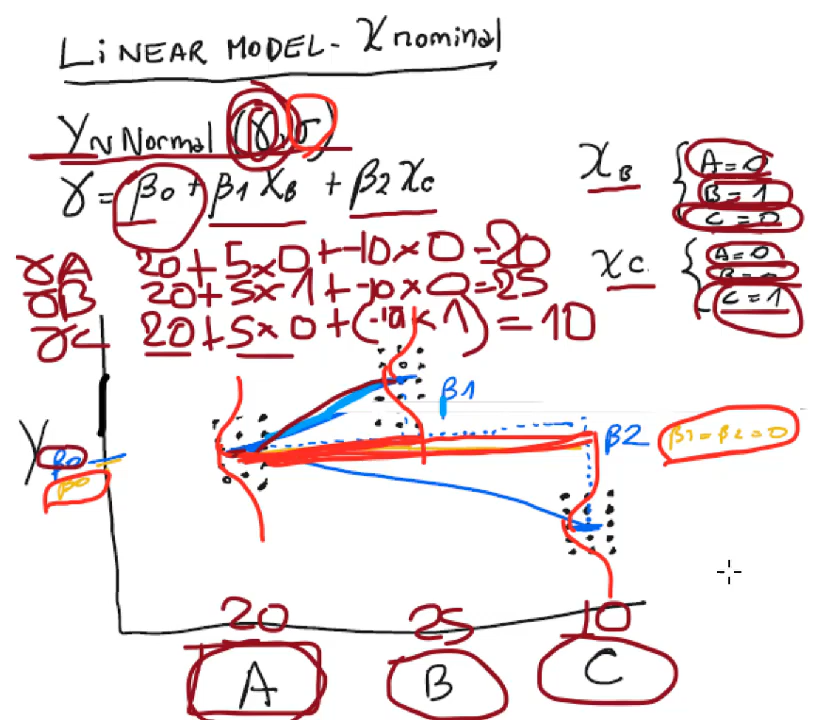 LINEAR MODEL - X nominal
Y ~ Normal (γ, σ)
γ = β0 + β1 XB + β2 XC
XB { A = 0
B = 1
C = 0
γA 20 + 5×0 + -10×0 = 20
γB 20 + 5×1 + -10×0 = 25
γC 20 + 5×0 + (-10×1) = 10
XC { A = 0
B = 0
C = 1
β1
Y β0
β2
β1 = β2 = 0
β0
20 25 10
A B C